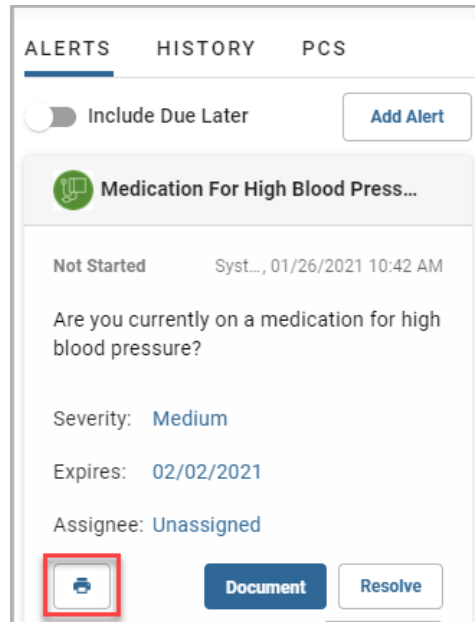 ALERTS HISTORY PCS
Include Due Later Add Alert
Medication For High Blood Press...
Not Started Syst..., 01/26/2021 10:42 AM
Are you currently on a medication for high
blood pressure?
Severity: Medium
Expires: 02/02/2021
Assignee: Unassigned
Document Resolve